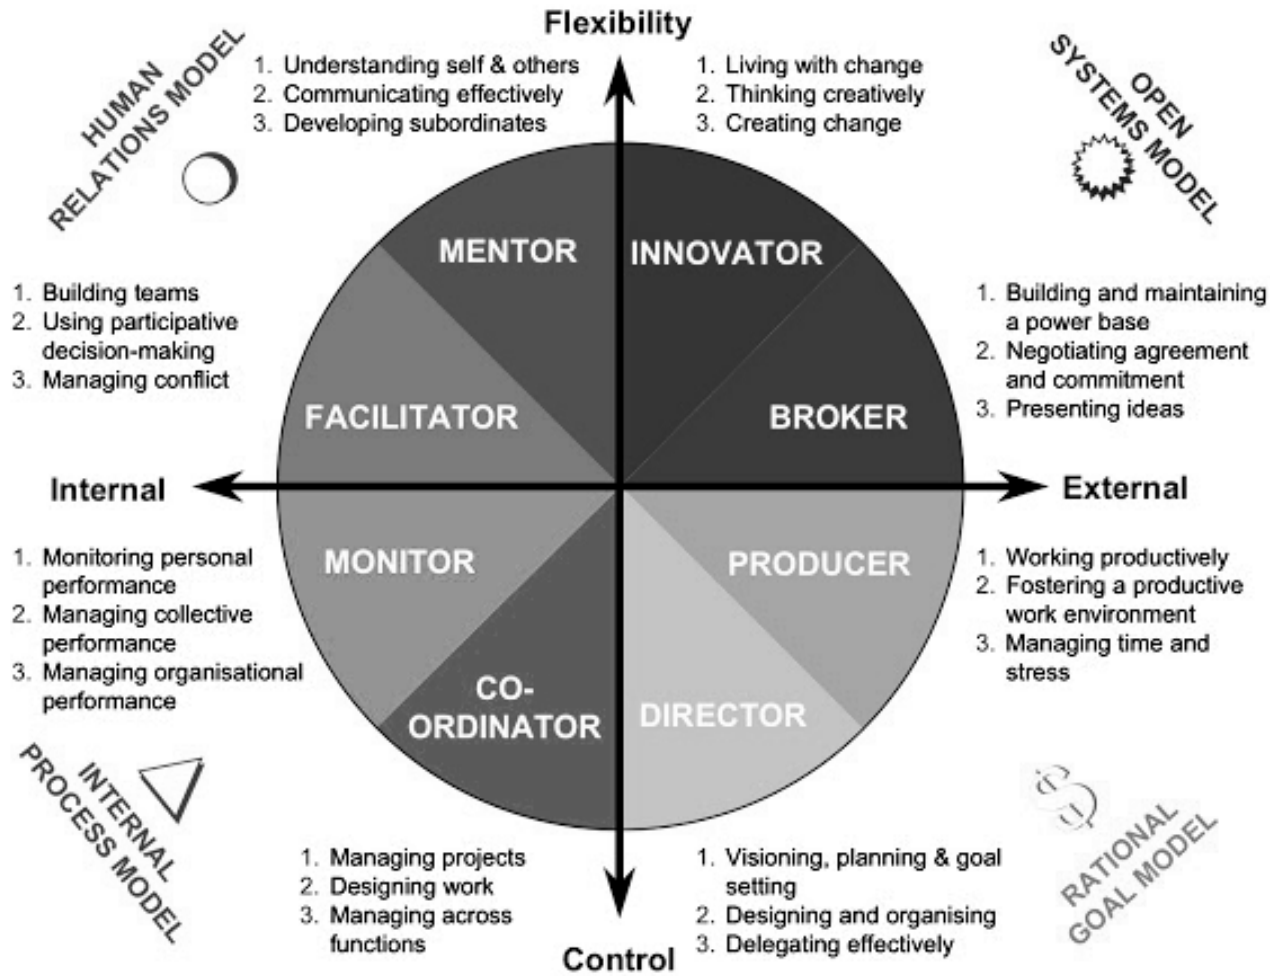 Flexibility
HUMAN
RELATIONS MODEL
1. Understanding self & others
2. Communicating effectively
3. Developing subordinates
1. Living with change
2. Thinking creatively
3. Creating change
OPEN
SYSTEMS MODEL
MENTOR
INNOVATOR
1. Building teams
2. Using participative
decision-making
3. Managing conflict
FACILITATOR
BROKER
1. Building and maintaining
a power base
2. Negotiating agreement
and commitment
3. Presenting ideas
Internal
External
1. Monitoring personal
performance
2. Managing collective
performance
3. Managing organisational
performance
MONITOR
PRODUCER
1. Working productively
2. Fostering a productive
work environment
3. Managing time and
stress
CO-
ORDINATOR
DIRECTOR
INTERNAL
PROCESS MODEL
1. Managing projects
2. Designing work
3. Managing across
functions
1. Visioning, planning & goal
setting
2. Designing and organising
3. Delegating effectively
$
RATIONAL
GOAL MODEL
Control